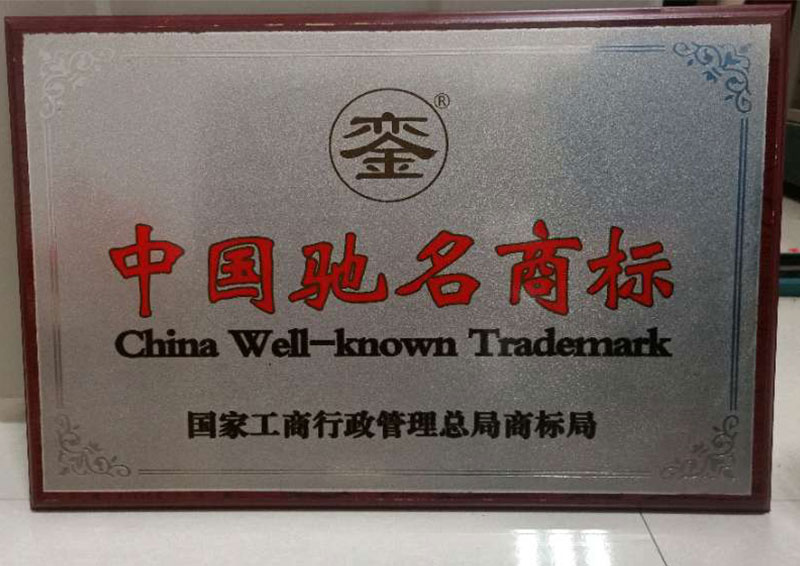 銮®
中国驰名商标
China Well-known Trademark
国家工商行政管理总局商标局